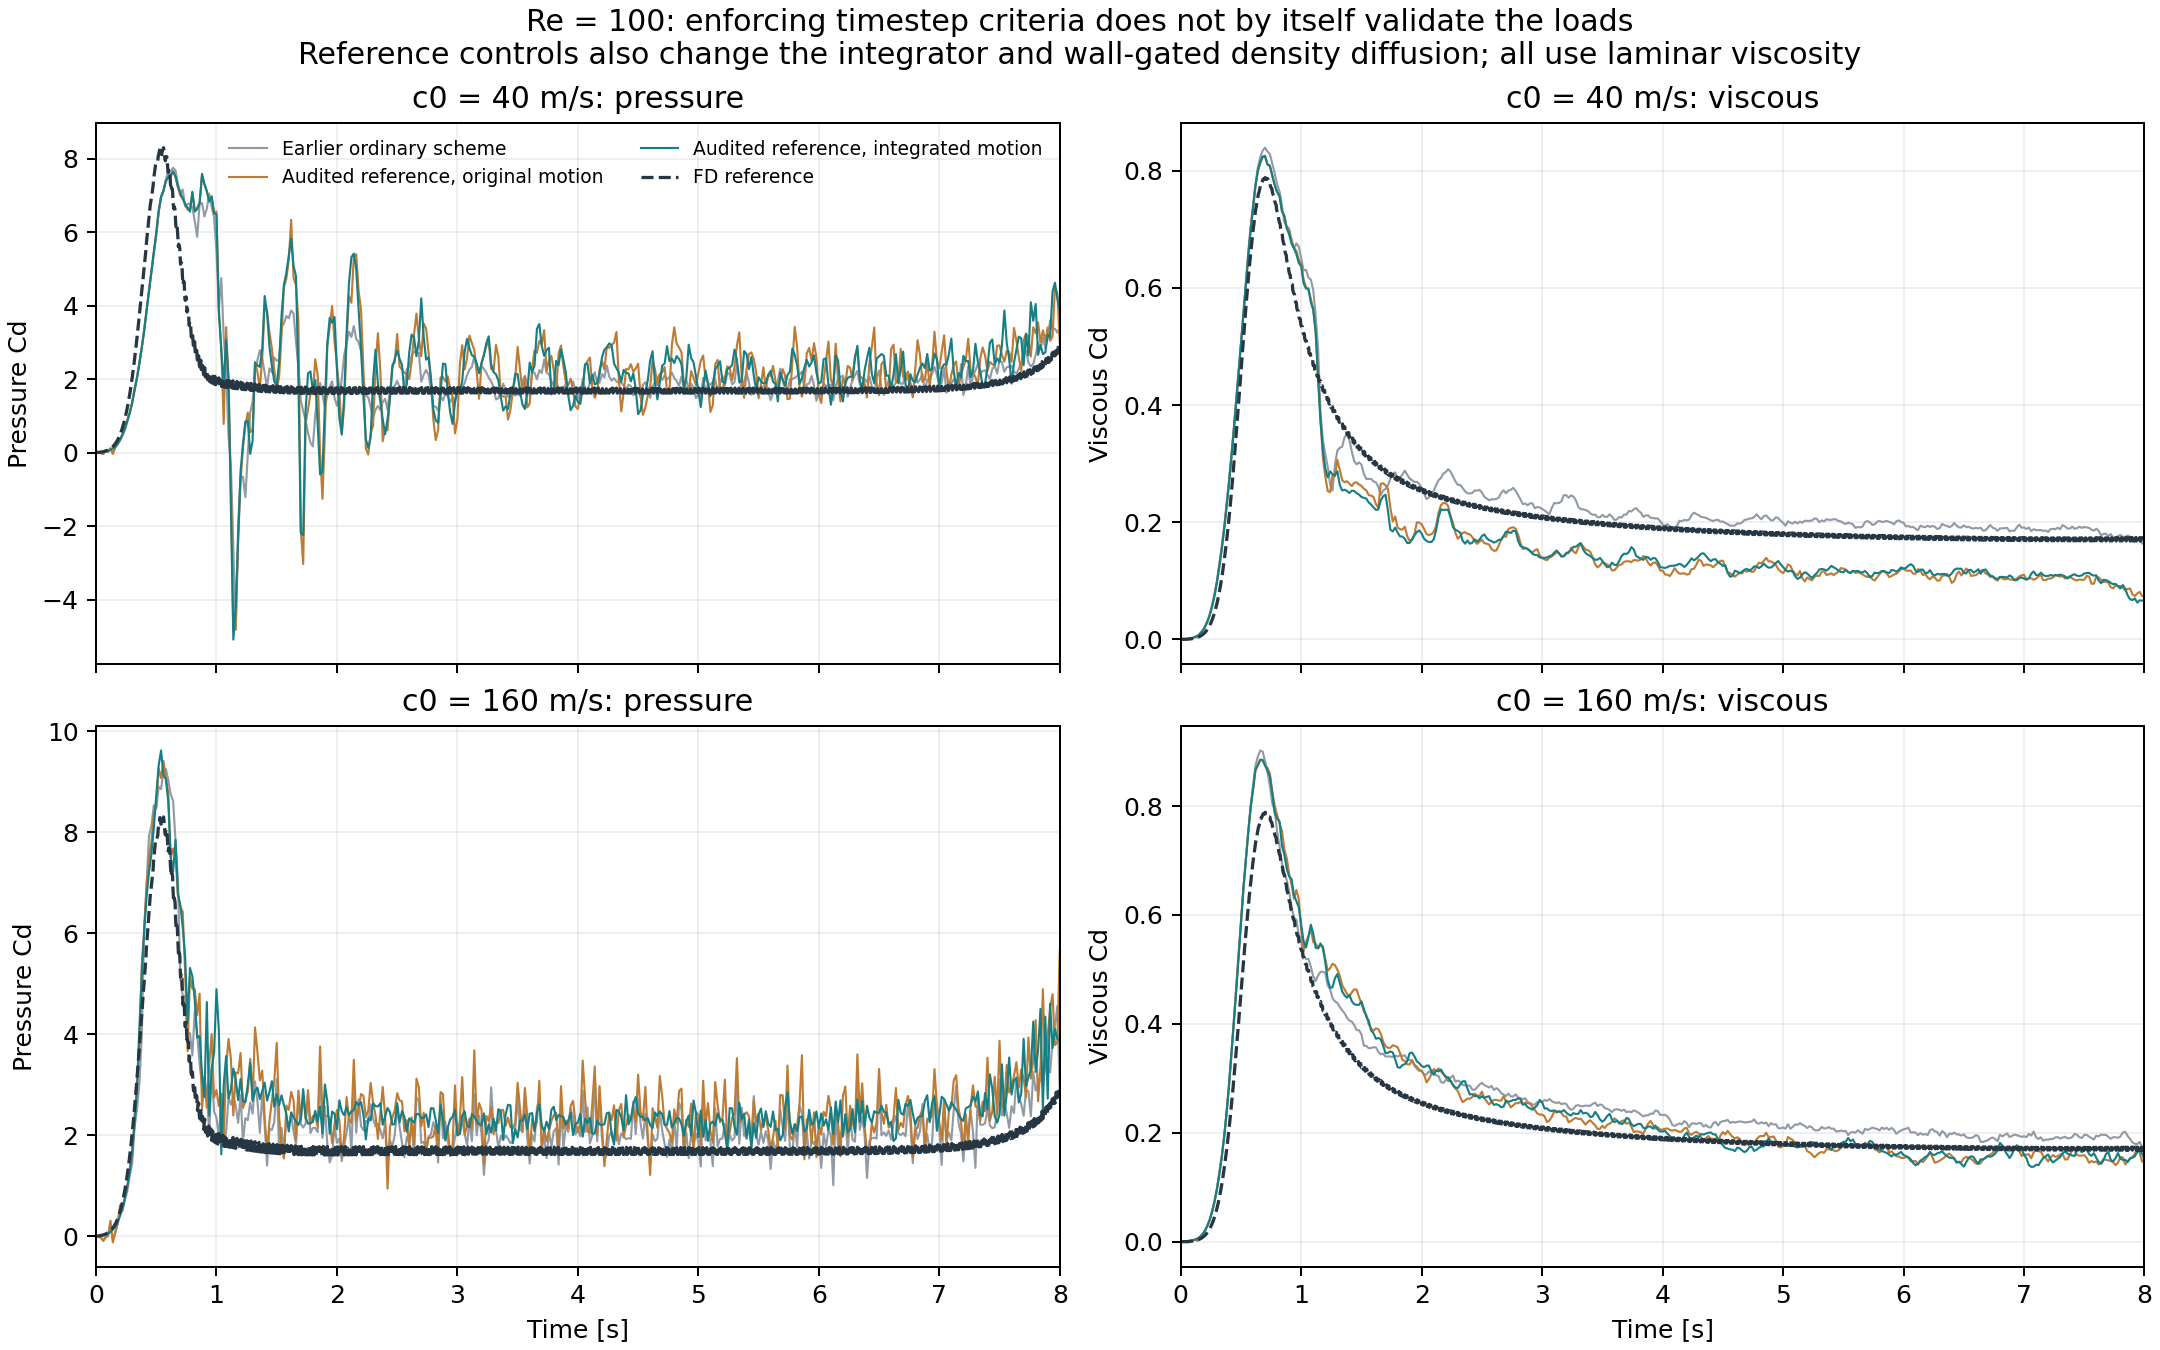 Re = 100: enforcing timestep criteria does not by itself validate the loads
Reference controls also change the integrator and wall-gated density diffusion; all use laminar viscosity
c0 = 40 m/s: pressure
Earlier ordinary scheme
Audited reference, original motion
Audited reference, integrated motion
FD reference
Pressure Cd
8
6
4
2
0
−2
−4
c0 = 40 m/s: viscous
Viscous Cd
0.8
0.6
0.4
0.2
0.0
c0 = 160 m/s: pressure
Pressure Cd
10
8
6
4
2
0
0 1 2 3 4 5 6 7 8
Time [s]
c0 = 160 m/s: viscous
Viscous Cd
0.8
0.6
0.4
0.2
0.0
0 1 2 3 4 5 6 7 8
Time [s]